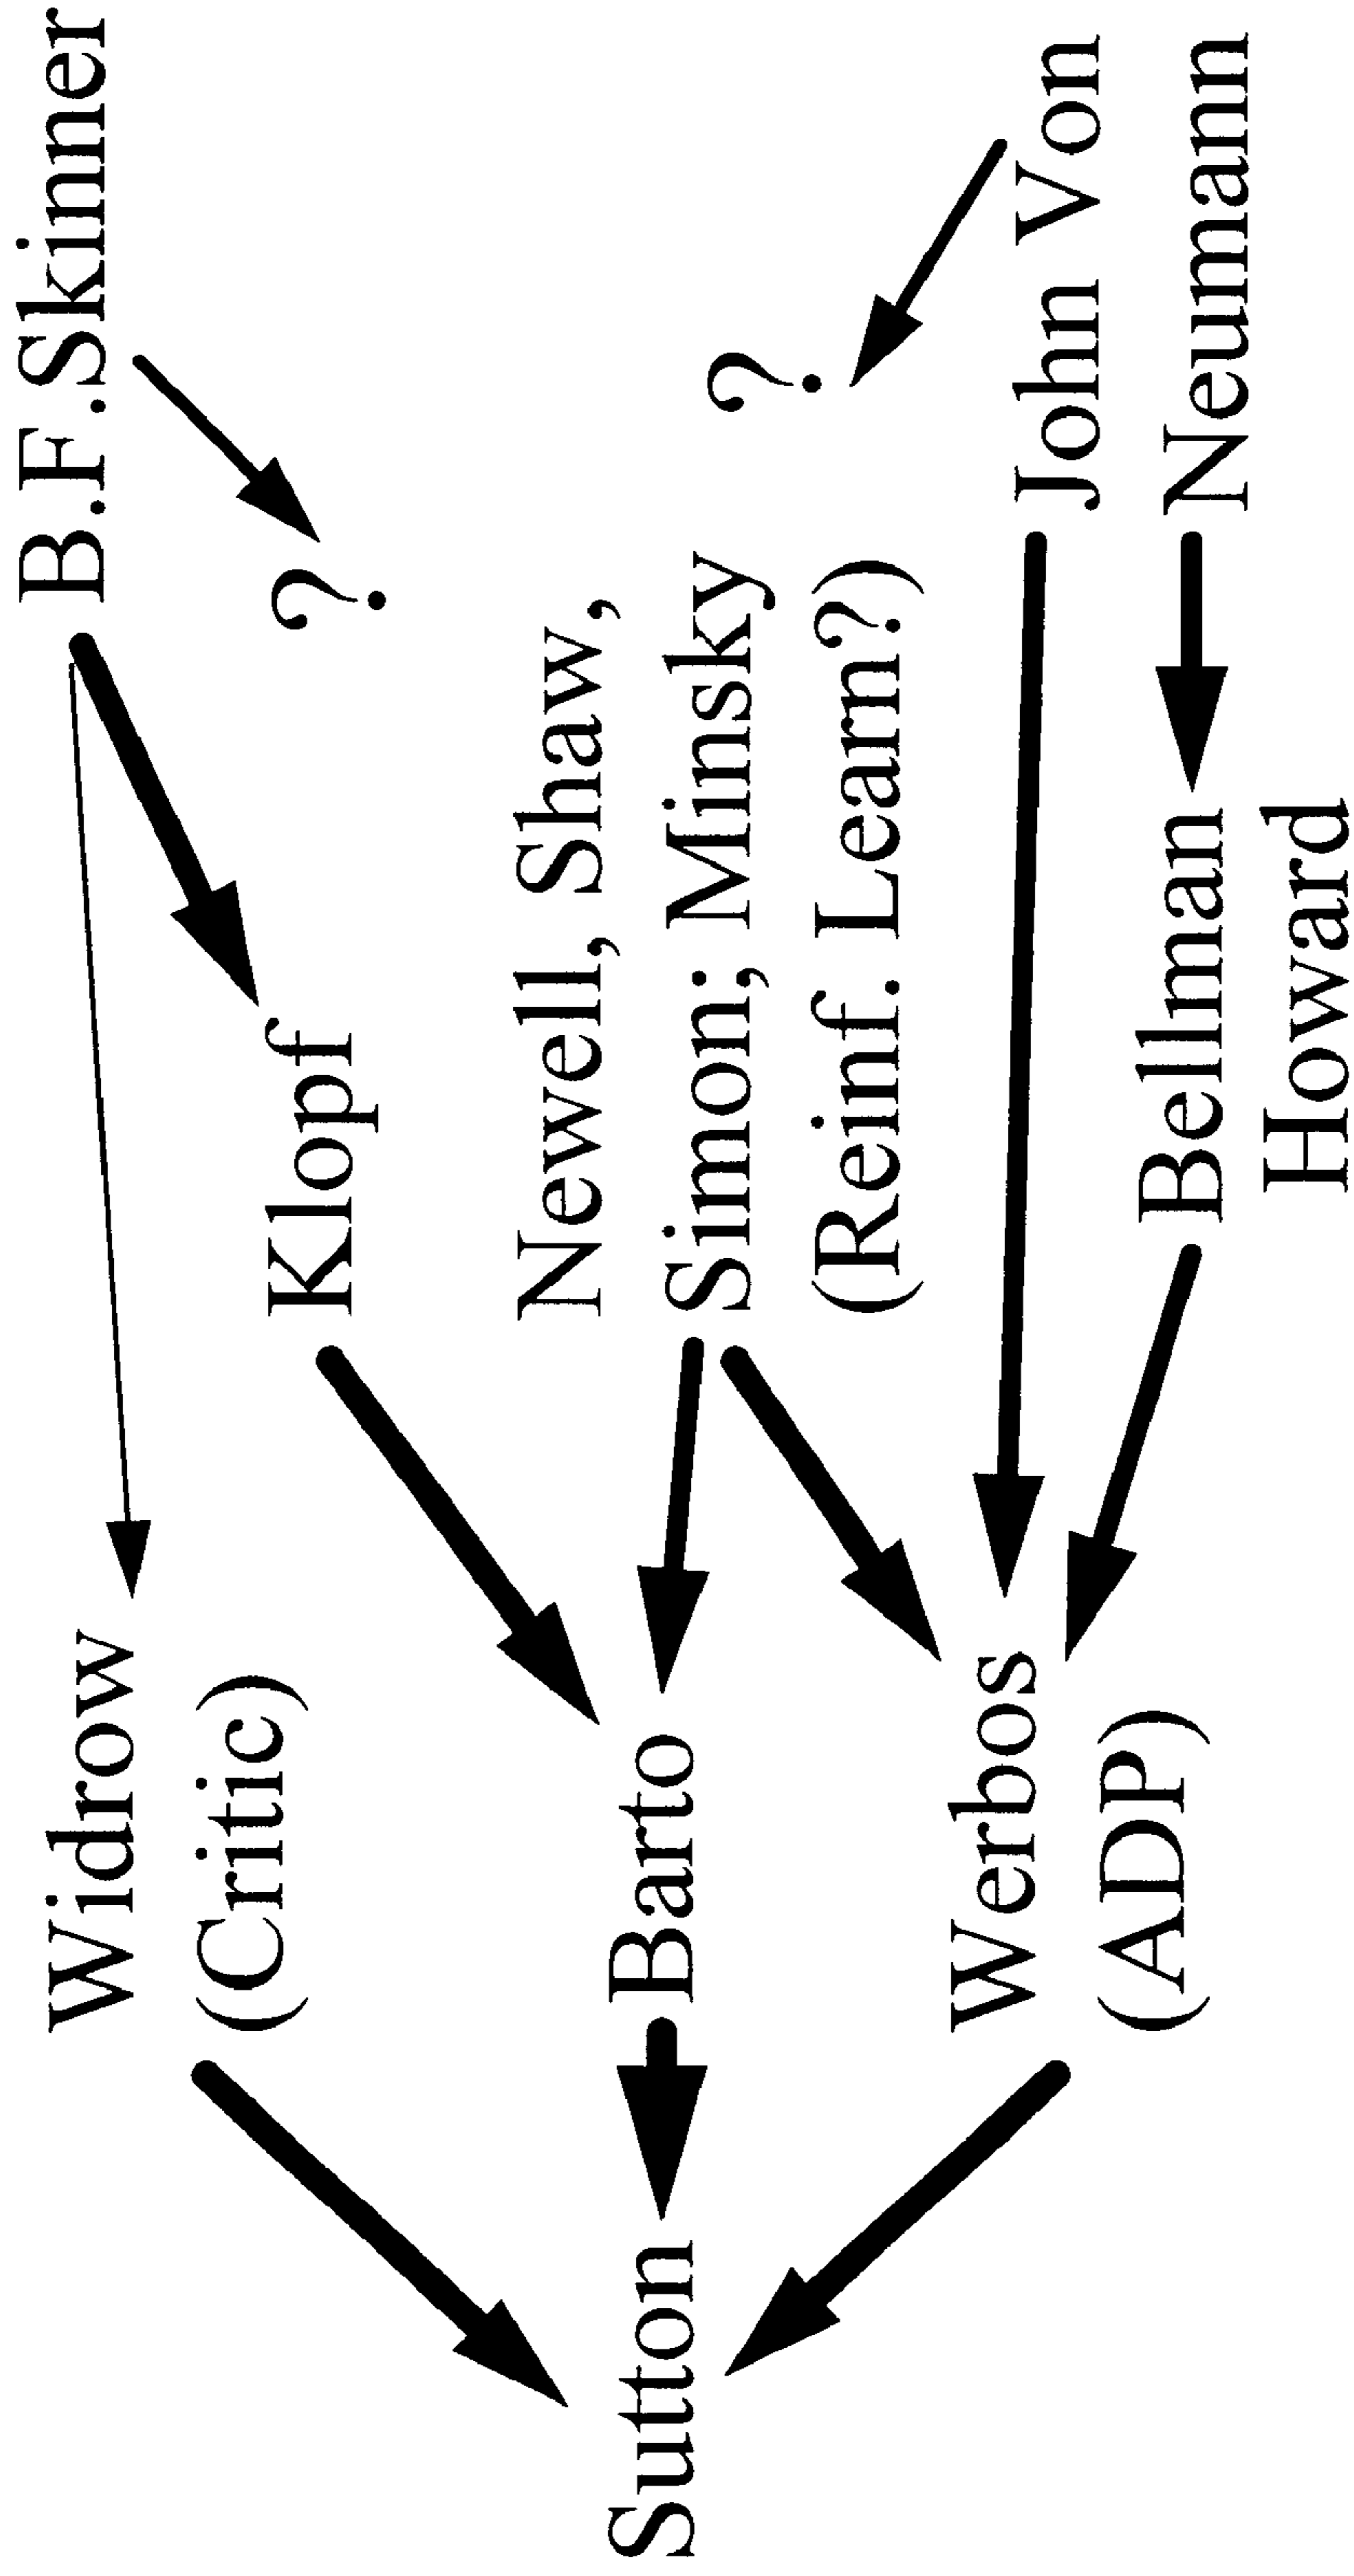 B.F.Skinner
?
Widrow
(Critic)
Klopf
Newell, Shaw,
Simon; Minsky
(Reinf. Learn?)
?
Sutton
Barto
John Von
Neumann
Werbos
(ADP)
Bellman
Howard